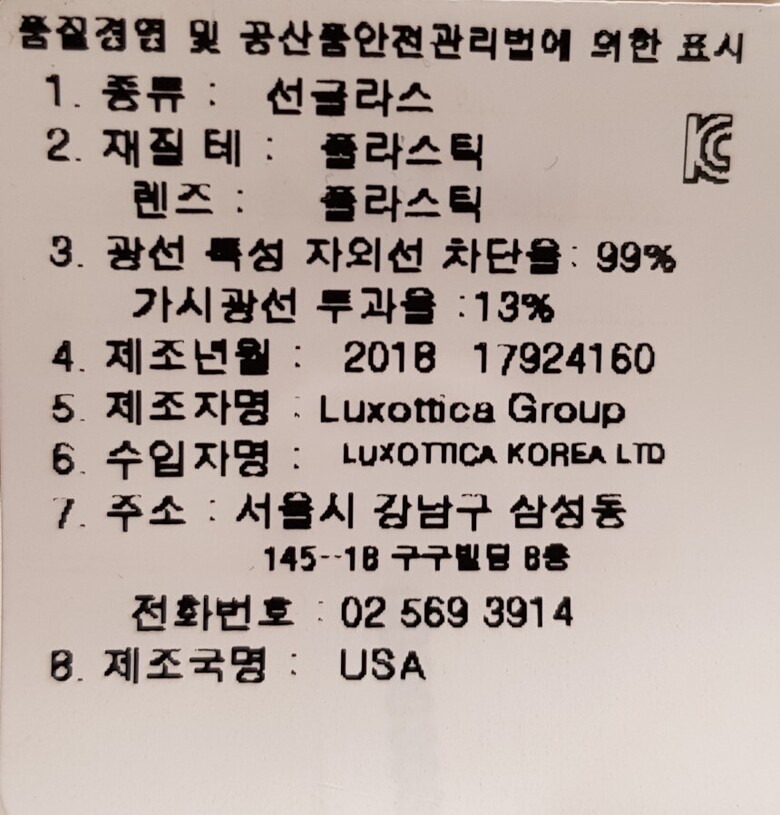 품질경영 및 공산품안전관리법에 의한 표시
1. 종류 : 선글라스
2. 재질 테 : 플라스틱
KC
렌즈 : 플라스틱
3. 광선 특성 자외선 차단율: 99%
가시광선 투과율 :13%
4. 제조년월 : 2018 17924160
5. 제조자명 : Luxottica Group
6. 수입자명 : LUXOTTICA KOREA LTD
7. 주소 : 서울시 강남구 삼성동
145--18 구구빌딩 8층
전화번호 : 02 569 3914
8. 제조국명 : USA